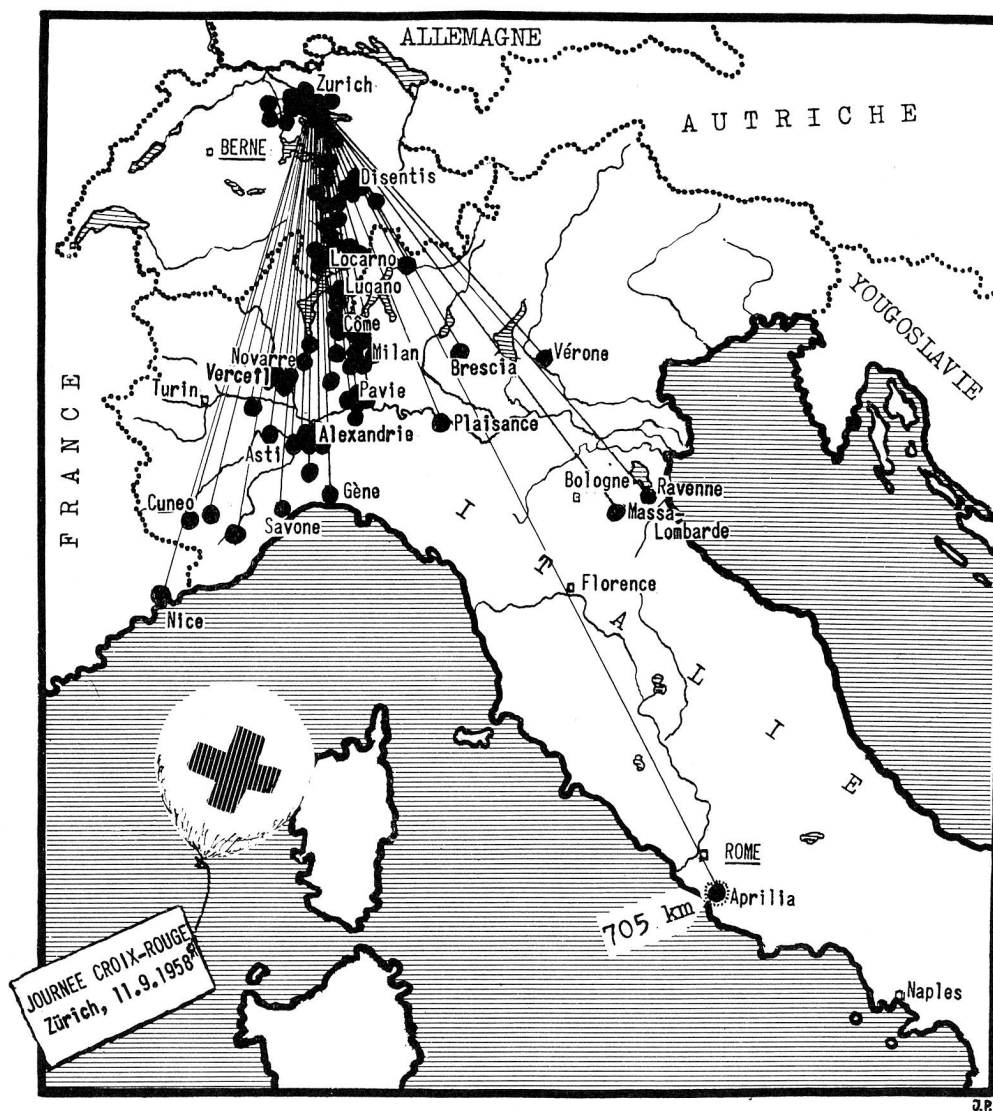 ALLEMAGNE
Zurich
AUTRICHE
BERNE
Disentis
Locarno
Lugano
YOUGOSLAVIE
Côme
Novarre
Milan
Brescia
Vérone
Verceil
Turin
Pavie
FRANCE
Alexandrie
Plaisance
Asti
Bologne
Ravenne
Cuneo
Gène
Massa-
Lombarde
Savone
ITALIE
Florence
Nice
ROME
Aprilia
705 km
JOURNEE CROIX-ROUGE
Zürich, 11.9.1958
Naples
J.P.